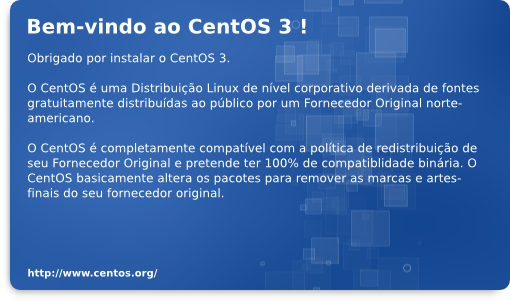 Bem-vindo ao CentOS 3 !
Obrigado por instalar o CentOS 3.
O CentOS é uma Distribuição Linux de nível corporativo derivada de fontes
gratuitamente distribuídas ao público por um Fornecedor Original norte-
americano.
O CentOS é completamente compatível com a política de redistribuição de
seu Fornecedor Original e pretende ter 100% de compatiblidade binária. O
CentOS basicamente altera os pacotes para remover as marcas e artes-
finais do seu fornecedor original.
http://www.centos.org/